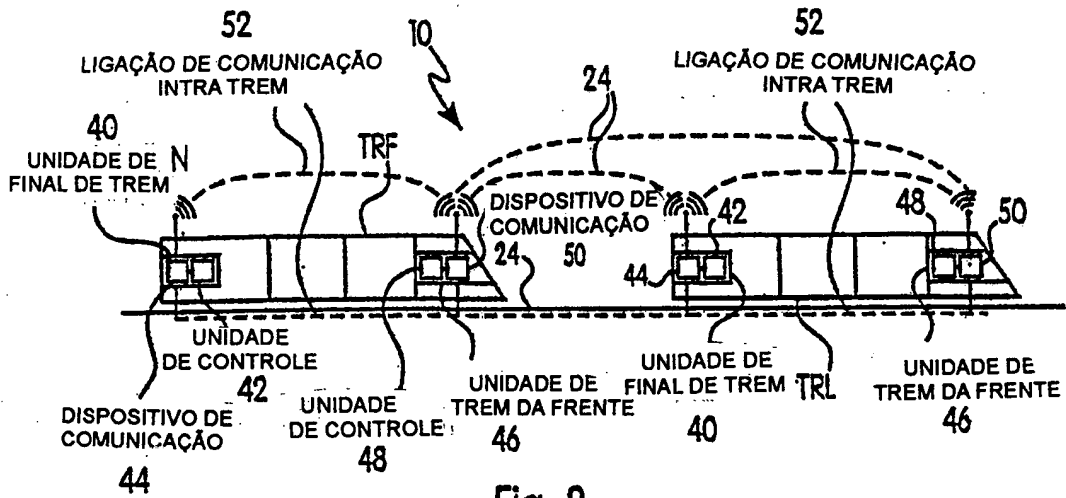 52
LIGAÇÃO DE COMUNICAÇÃO
INTRA TREM
10
52
LIGAÇÃO DE COMUNICAÇÃO
INTRA TREM
24
40
UNIDADE DE
FINAL DE TREM
N
TRF
DISPOSITIVO DE
COMUNICAÇÃO
50
42
48
50
44
24
UNIDADE
DE CONTROLE
42
DISPOSITIVO DE
COMUNICAÇÃO
44
UNIDADE
DE CONTROLE
48
UNIDADE DE
TREM DA FRENTE
46
UNIDADE DE
FINAL DE TREM
40
TRL
UNIDADE DE
TREM DA FRENTE
46